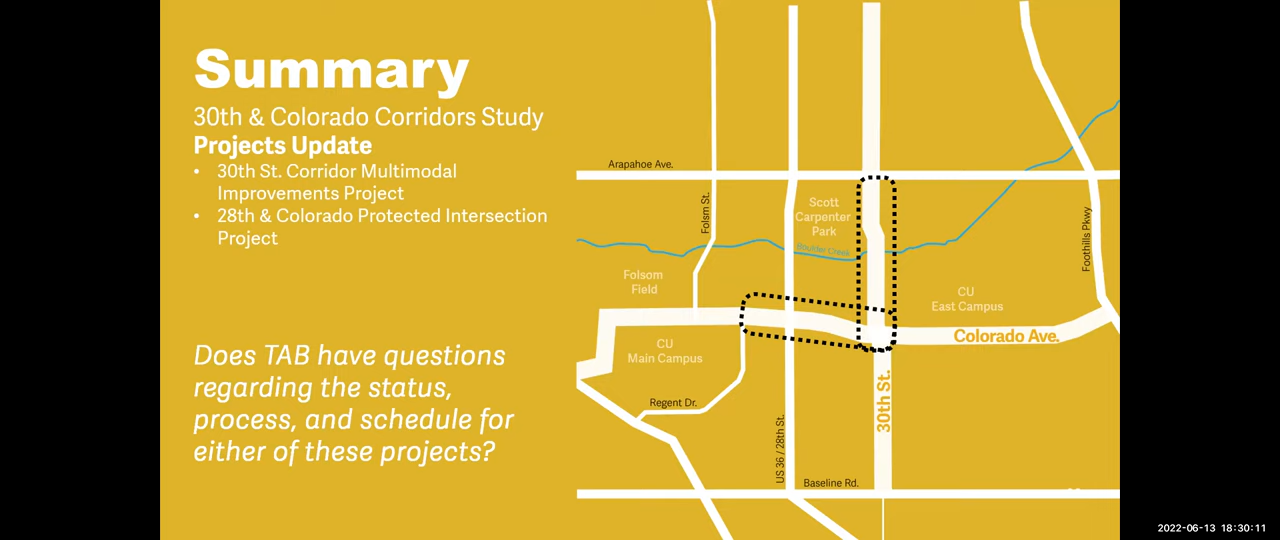 Summary
30th & Colorado Corridors Study
Projects Update
• 30th St. Corridor Multimodal
Improvements Project
• 28th & Colorado Protected Intersection
Project
Does TAB have questions
regarding the status,
process, and schedule for
either of these projects?
Arapahoe Ave.
Folsm St.
Scott
Carpenter
Park
Boulder Creek
Foothills Pkwy
Folsom
Field
CU
East Campus
Colorado Ave.
CU
Main Campus
Regent Dr.
30th St.
US 36 / 28th St.
Baseline Rd.
2022-06-13 18:30:11